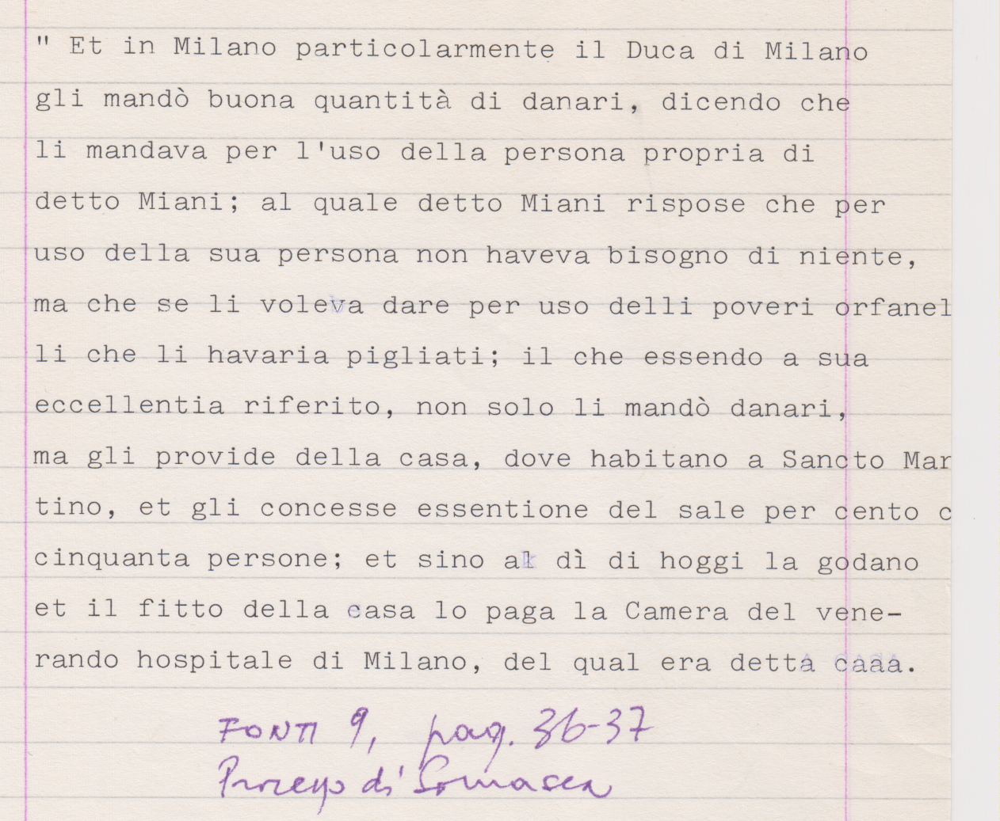 " Et in Milano particolarmente il Duca di Milano
gli mandò buona quantità di danari, dicendo che
li mandava per l'uso della persona propria di
detto Miani; al quale detto Miani rispose che per
uso della sua persona non haveva bisogno di niente,
ma che se li voleva dare per uso delli poveri orfanel
li che li havaria pigliati; il che essendo a sua
eccellentia riferito, non solo li mandò danari,
ma gli provide della casa, dove habitano a Sancto Mar
tino, et gli concesse essentione del sale per cento c
cinquanta persone; et sino al dì di hoggi la godano
et il fitto della casa lo paga la Camera del vene-
rando hospitale di Milano, del qual era detta caaa.
FONTI 9, pag. 36-37
Processo di Somasca